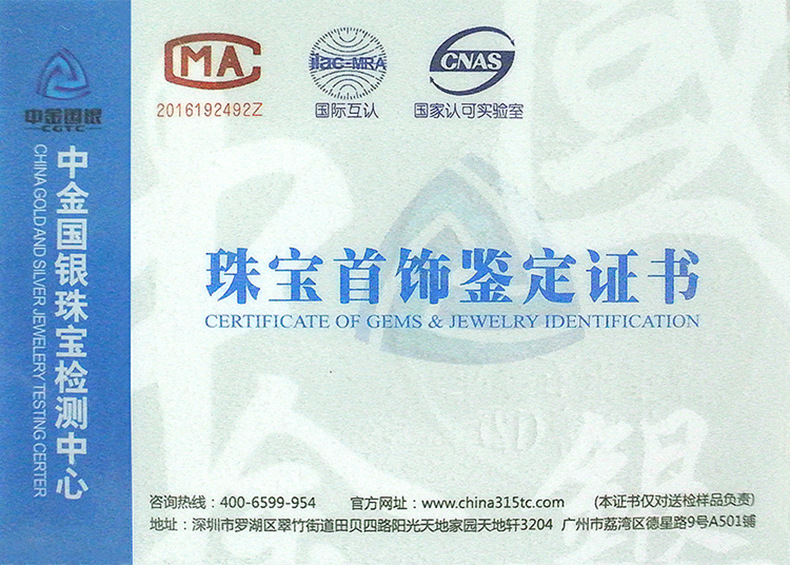 中金国银
CGTC
中金国银珠宝检测中心
CHINA GOLD AND SILVER JEWELERY TESTING CERTER
MA
2016192492Z
ilac-MRA
国际互认
CNAS
国家认可实验室
珠宝首饰鉴定证书
CERTIFICATE OF GEMS & JEWELRY IDENTIFICATION
咨询热线：400-6599-954 官方网址：www.china315tc.com (本证书仅对送检样品负责)
地址：深圳市罗湖区翠竹街道田贝四路阳光天地家园天地轩3204 广州市荔湾区德星路9号A501铺